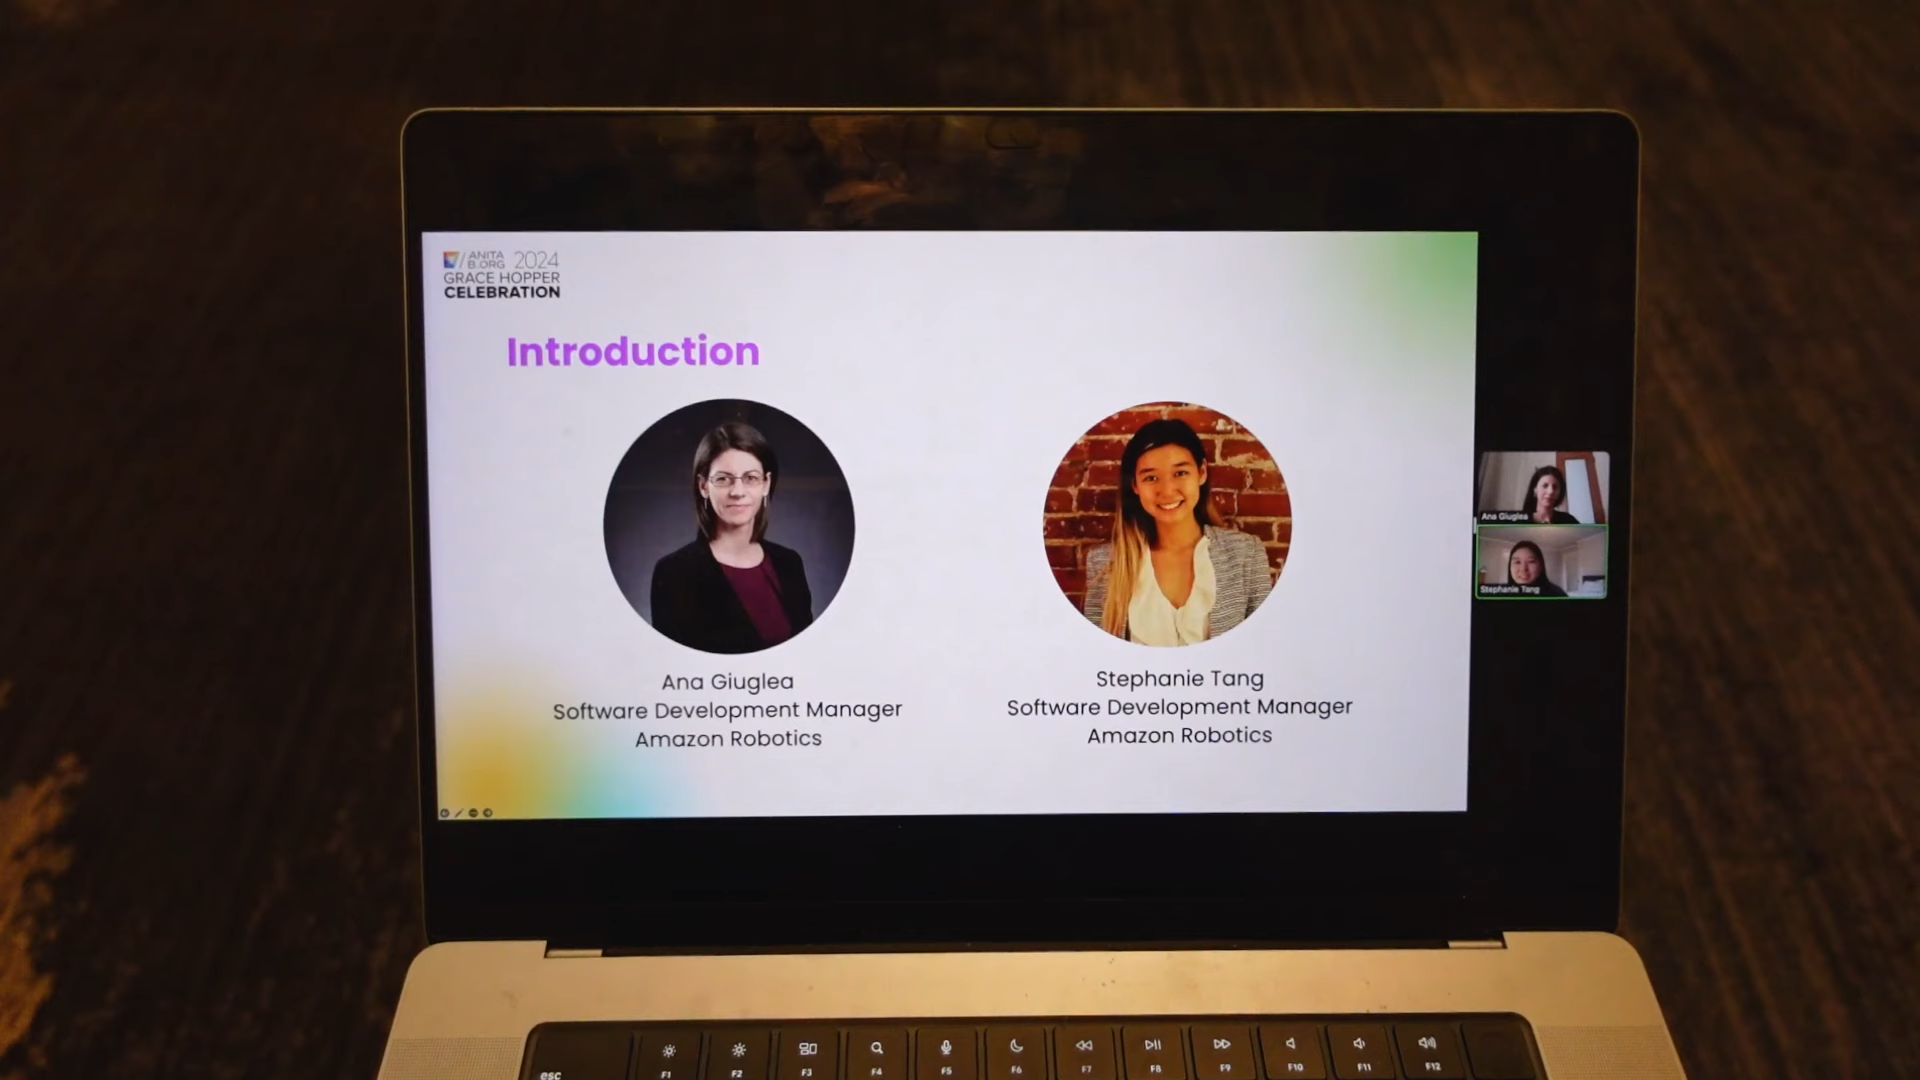 ANITA
B.ORG 2024
GRACE HOPPER
CELEBRATION
Introduction
Ana Giuglea
Software Development Manager
Amazon Robotics
Stephanie Tang
Software Development Manager
Amazon Robotics
Ana Giuglea
Stephanie Tang
esc
F1
F2
F3
F4
F5
F6
F7
F8
F9
F10
F11
F12